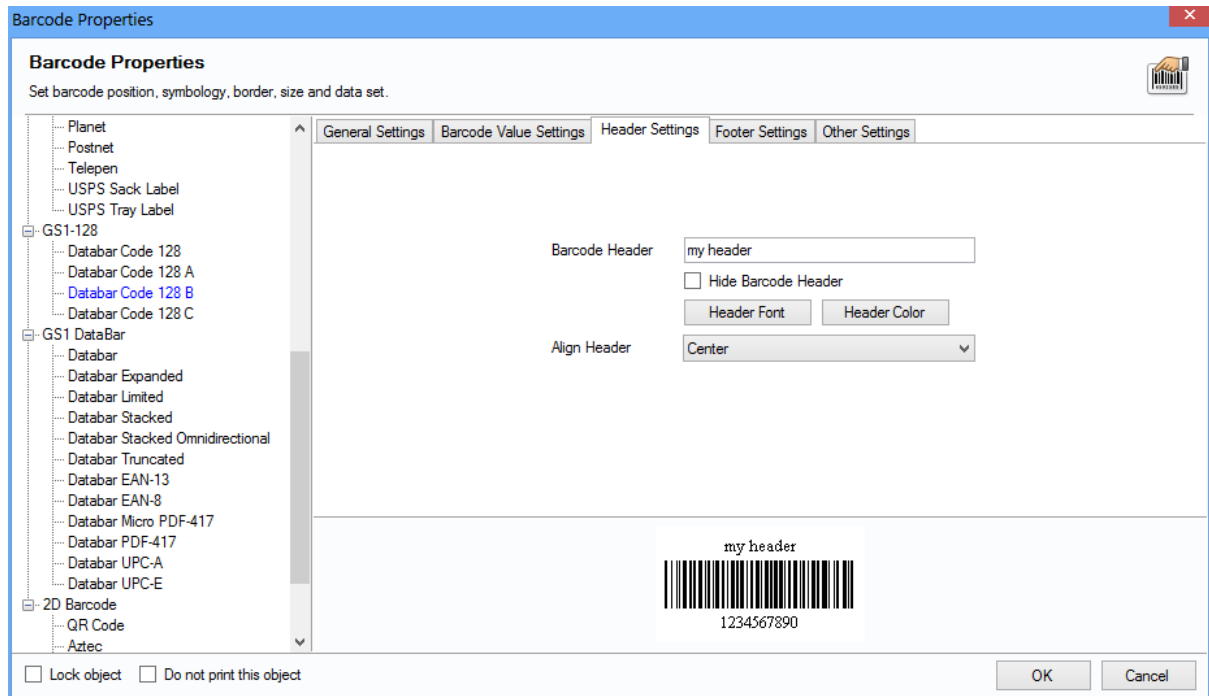 Barcode Properties
Barcode Properties
Set barcode position, symbology, border, size and data set.
Planet
Postnet
Telepen
USPS Sack Label
USPS Tray Label
GS1-128
Databar Code 128
Databar Code 128 A
Databar Code 128 B
Databar Code 128 C
GS1 DataBar
Databar
Databar Expanded
Databar Limited
Databar Stacked
Databar Stacked Omnidirectional
Databar Truncated
Databar EAN-13
Databar EAN-8
Databar Micro PDF-417
Databar PDF-417
Databar UPC-A
Databar UPC-E
2D Barcode
QR Code
Aztec
General Settings Barcode Value Settings Header Settings Footer Settings Other Settings
Barcode Header my header
Hide Barcode Header
Header Font Header Color
Align Header Center
my header
1234567890
Lock object Do not print this object OK Cancel